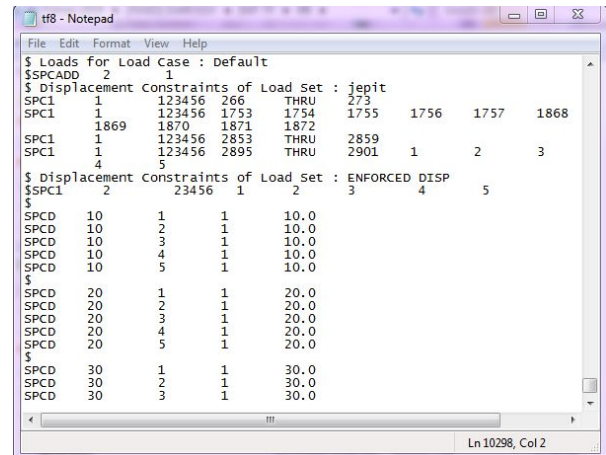 tf8 - Notepad
File Edit Format View Help
$ Loads for Load Case : Default
$SPCADD 2 1
$ Displacement Constraints of Load Set : jepit
SPC1 1 123456 266 THRU 273
SPC1 1 123456 1753 1754 1755 1756 1757 1868
1869 1870 1871 1872
SPC1 1 123456 2853 THRU 2859
SPC1 1 123456 2895 THRU 2901 1 2 3
4 5
$ Displacement Constraints of Load Set : ENFORCED DISP
$SPC1 2 23456 1 2 3 4 5
$
SPCD 10 1 1 10.0
SPCD 10 2 1 10.0
SPCD 10 3 1 10.0
SPCD 10 4 1 10.0
SPCD 10 5 1 10.0
$
SPCD 20 1 1 20.0
SPCD 20 2 1 20.0
SPCD 20 3 1 20.0
SPCD 20 4 1 20.0
SPCD 20 5 1 20.0
$
SPCD 30 1 1 30.0
SPCD 30 2 1 30.0
SPCD 30 3 1 30.0
Ln 10298, Col 2